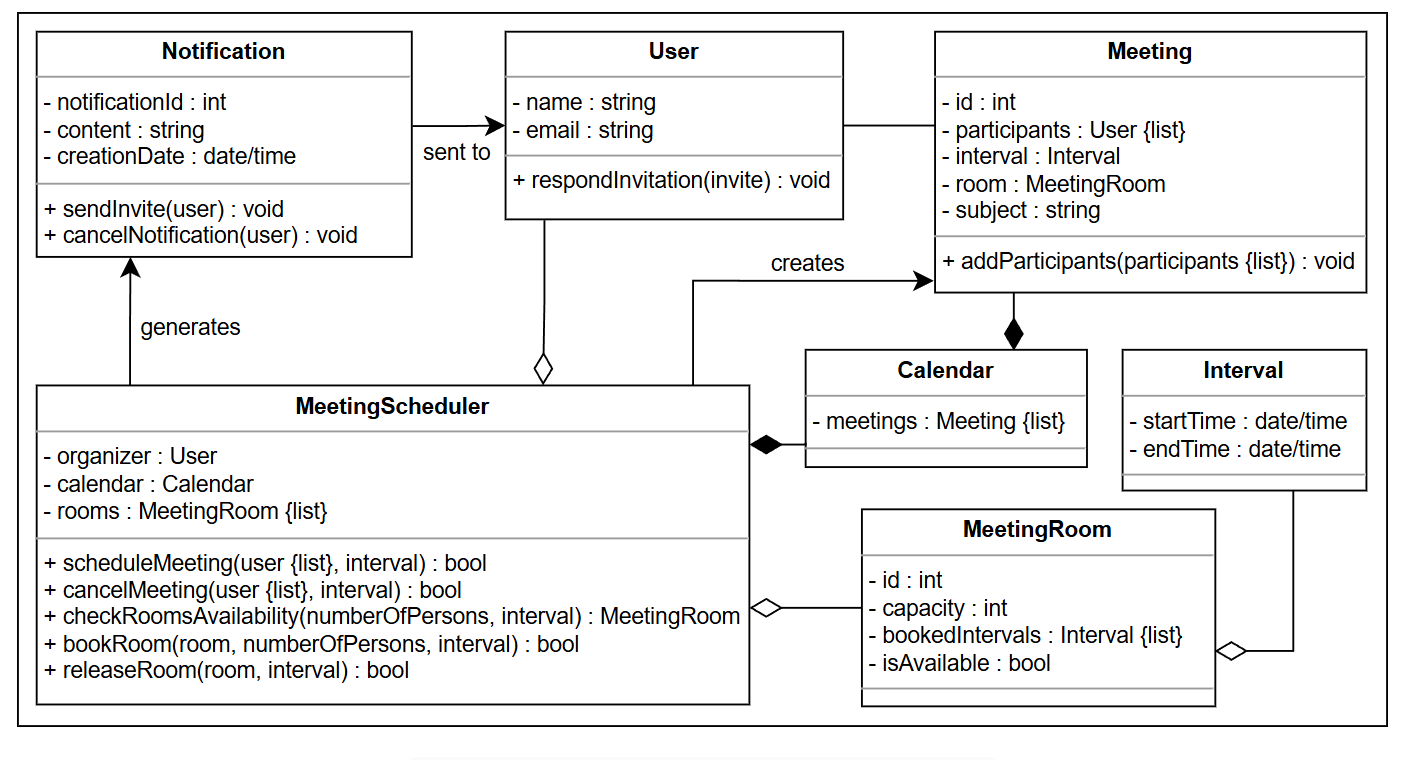 Notification
- notificationId : int
- content : string
- creationDate : date/time
+ sendInvite(user) : void
+ cancelNotification(user) : void
sent to
User
- name : string
- email : string
+ respondInvitation(invite) : void
Meeting
- id : int
- participants : User {list}
- interval : Interval
- room : MeetingRoom
- subject : string
+ addParticipants(participants {list}) : void
generates
creates
MeetingScheduler
- organizer : User
- calendar : Calendar
- rooms : MeetingRoom {list}
+ scheduleMeeting(user {list}, interval) : bool
+ cancelMeeting(user {list}, interval) : bool
+ checkRoomsAvailability(numberOfPersons, interval) : MeetingRoom
+ bookRoom(room, numberOfPersons, interval) : bool
+ releaseRoom(room, interval) : bool
Calendar
- meetings : Meeting {list}
Interval
- startTime : date/time
- endTime : date/time
MeetingRoom
- id : int
- capacity : int
- bookedIntervals : Interval {list}
- isAvailable : bool